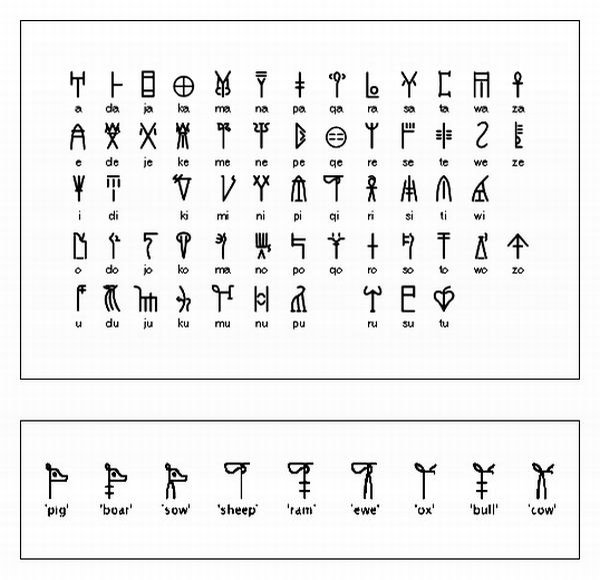 a da ja ka ma na pa qa ra sa ta wa za
e de je ke me ne pe qe re se te we ze
i di ki mi ni pi qi ri si ti wi
o do jo ko ma no po qo ro so to wo zo
u du ju ku mu nu pu ru su tu
'pig' 'boar' 'sow' 'sheep' 'ram' 'ewe' 'ox' 'bull' 'cow'